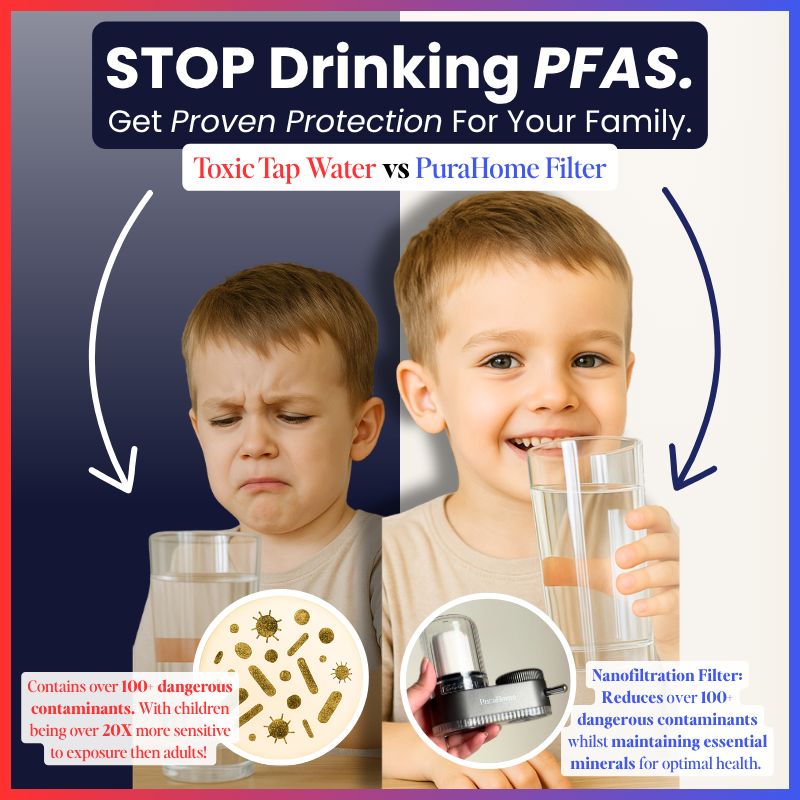 STOP Drinking PFAS.
Get Proven Protection For Your Family.
Toxic Tap Water vs PuraHome Filter
Contains over 100+ dangerous
contaminants. With children
being over 20X more sensitive
to exposure then adults!
PuraHome
Nanofiltration Filter:
Reduces over 100+
dangerous contaminants
whilst maintaining essential
minerals for optimal health.